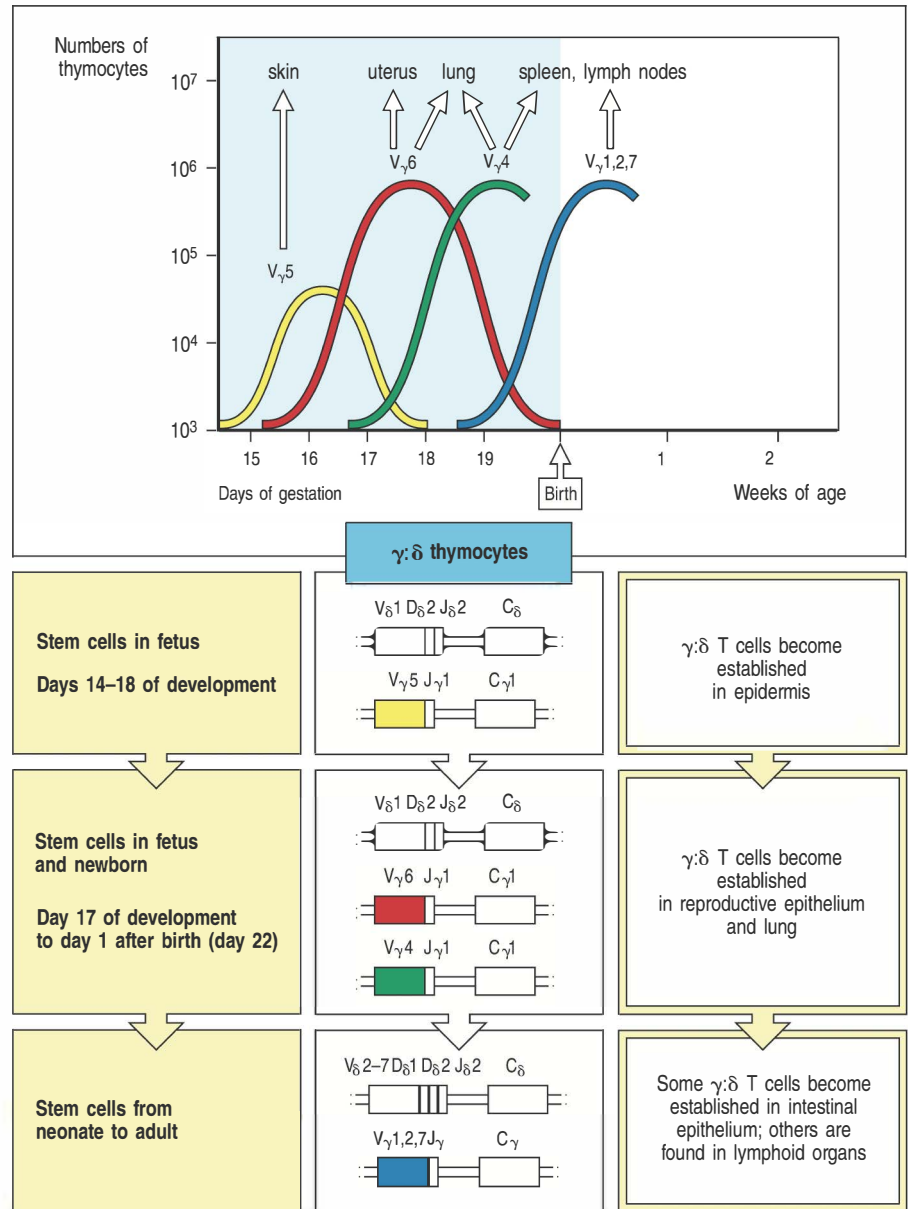 Numbers of
thymocytes
10⁷
10⁶
10⁵
10⁴
10³
skin
uterus
lung
spleen, lymph nodes
Vγ5
Vγ6
Vγ4
Vγ1,2,7
15
16
17
18
19
1
2
Days of gestation
Birth
Weeks of age
γ:δ thymocytes
Stem cells in fetus
Days 14–18 of development
Vδ1 Dδ2 Jδ2 Cδ
Vγ5 Jγ1 Cγ1
γ:δ T cells become
established
in epidermis
Stem cells in fetus
and newborn
Day 17 of development
to day 1 after birth (day 22)
Vδ1 Dδ2 Jδ2 Cδ
Vγ6 Jγ1 Cγ1
Vγ4 Jγ1 Cγ1
γ:δ T cells become
established
in reproductive epithelium
and lung
Stem cells from
neonate to adult
Vδ2–7 Dδ1 Dδ2 Jδ2 Cδ
Vγ1,2,7Jγ Cγ
Some γ:δ T cells become
established in intestinal
epithelium; others are
found in lymphoid organs